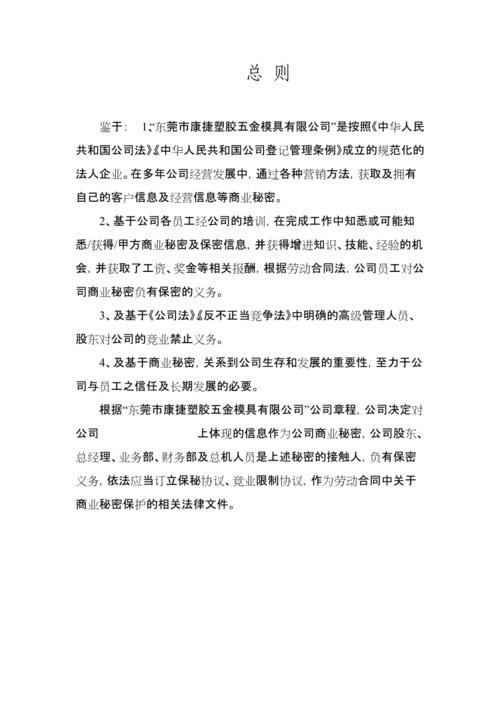 总 则
鉴于： 1、“东莞市康捷塑胶五金模具有限公司”是按照《中华人民
共和国公司法》、《中华人民共和国公司登记管理条例》成立的规范化的
法人企业。在多年公司经营发展中，通过各种营销方法，获取及拥有
自己的客户信息及经营信息等商业秘密。
2、基于公司各员工经公司的培训，在完成工作中知悉或可能知
悉/获得/甲方商业秘密及保密信息，并获得增进知识、技能、经验的机
会，并获取了工资、奖金等相关报酬，根据劳动合同法，公司员工对公
司商业秘密负有保密的义务。
3、及基于《公司法》、《反不正当竞争法》中明确的高级管理人员、
股东对公司的竞业禁止义务。
4、及基于商业秘密，关系到公司生存和发展的重要性，至力于公
司与员工之信任及长期发展的必要。
根据“东莞市康捷塑胶五金模具有限公司”公司章程，公司决定对
公司 上体现的信息作为公司商业秘密，公司股东、
总经理、业务部、财务部及总机人员是上述秘密的接触人，负有保密
义务，依法应当订立保秘协议、竞业限制协议，作为劳动合同中关于
商业秘密保护的相关法律文件。